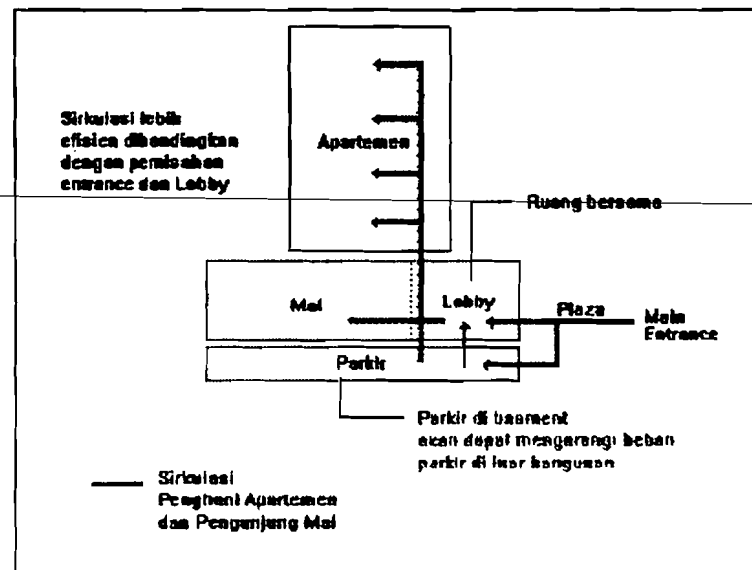 Sirkulasi lebih
efisien dibandingkan
dengan pemisahan
entrance dan Lobby
Apartemen
Ruang bersama
Mal
Lobby
Plaza
Main
Entrance
Parkir
Parkir di basment
akan dapat mengurangi beban
parkir di luar bangunan
Sirkulasi
Penghuni Apartemen
dan Pengunjung Mal